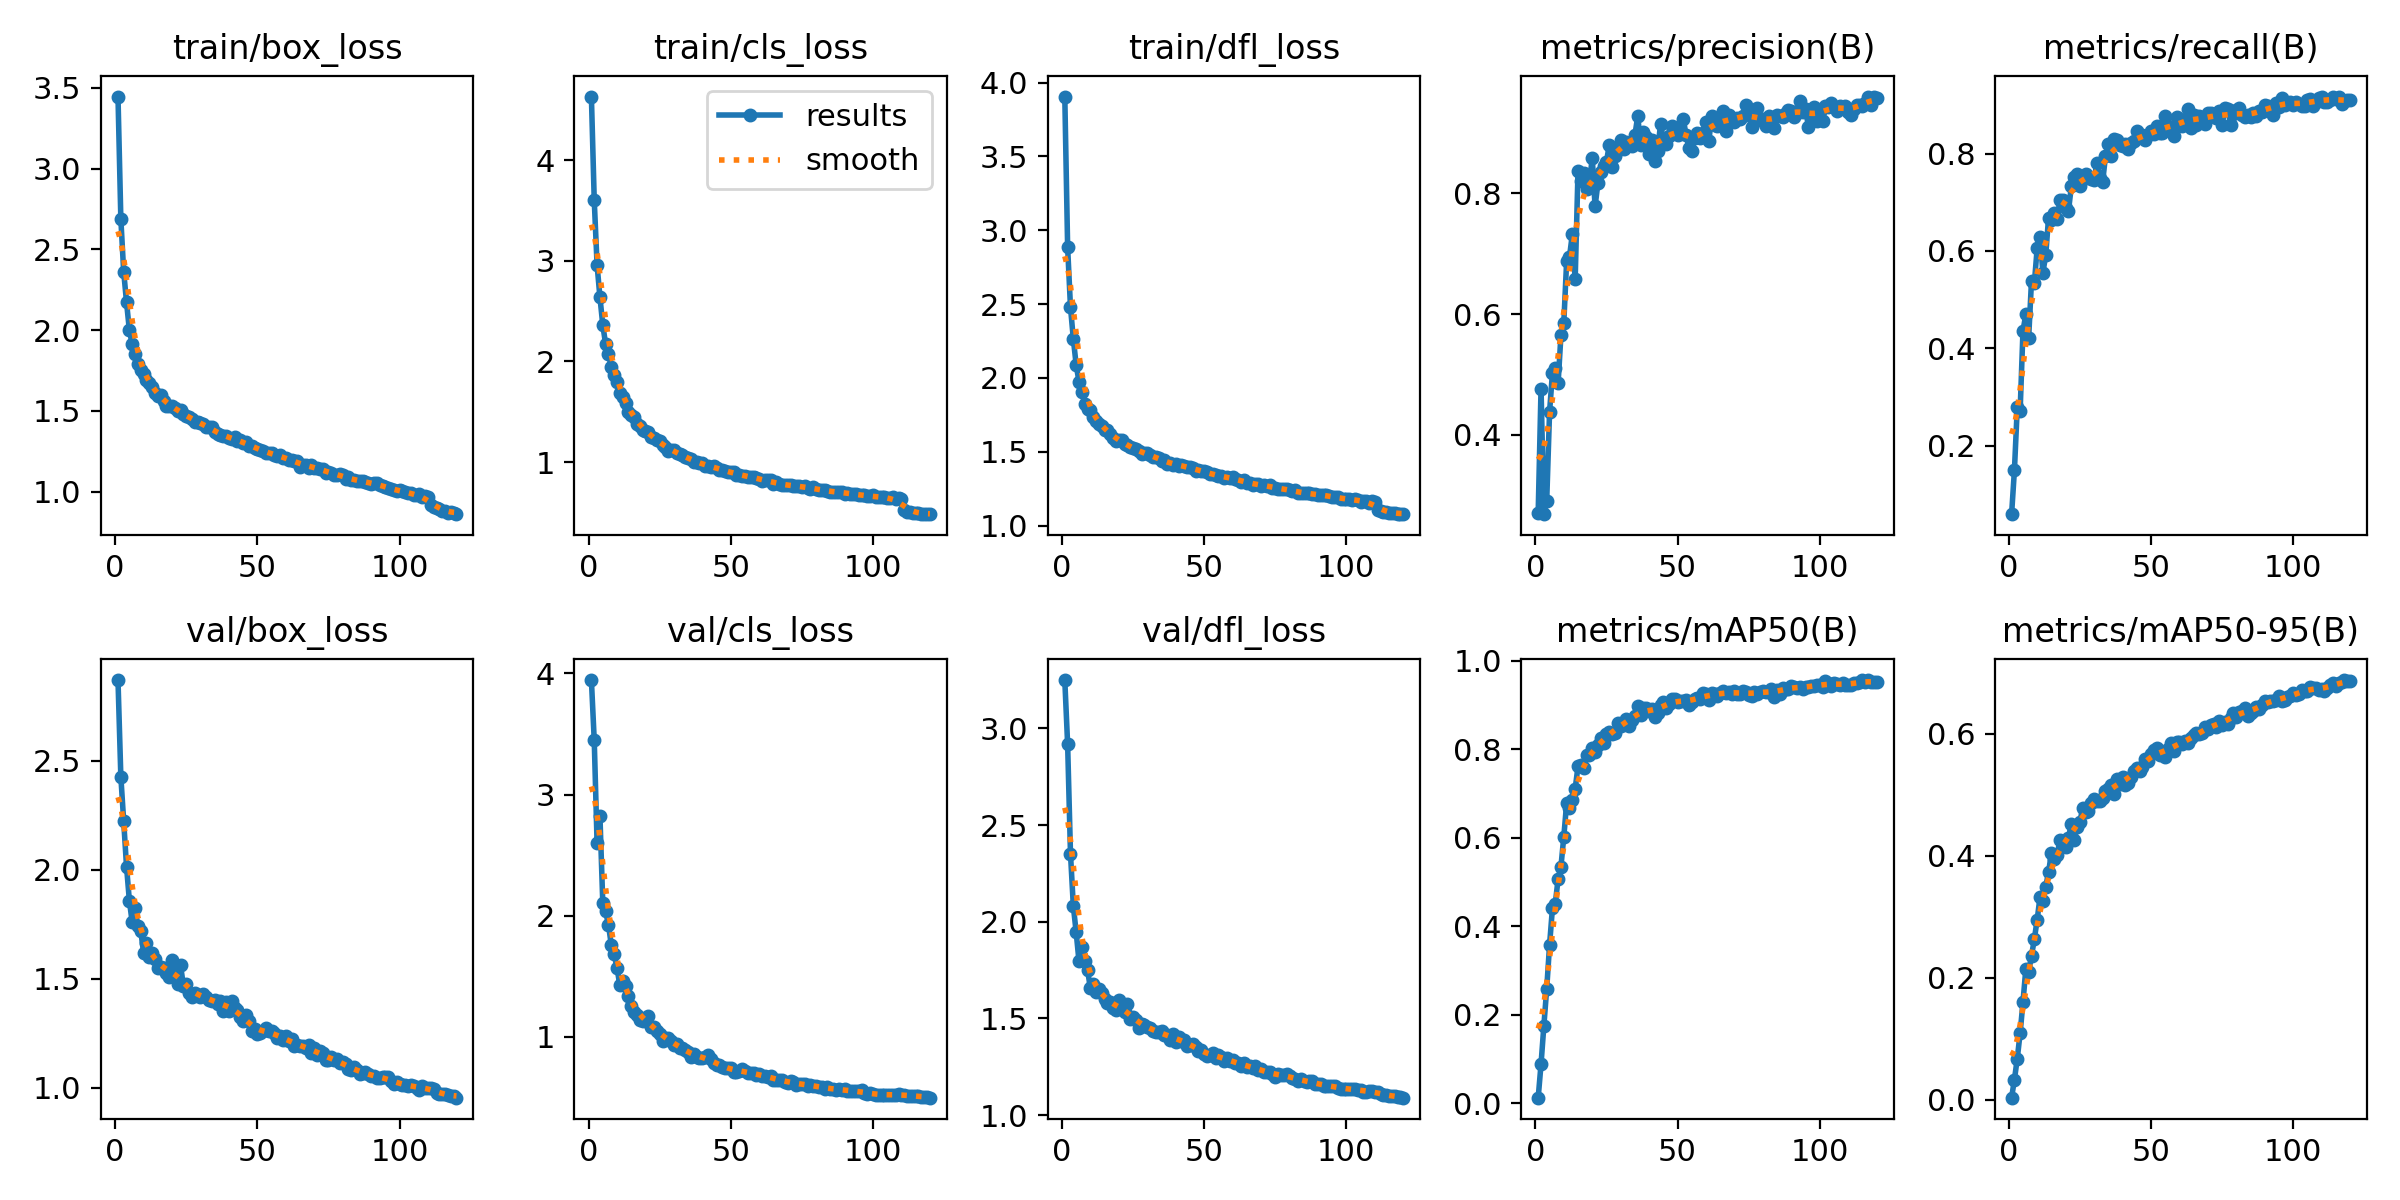 train/box_loss
3.5
3.0
2.5
2.0
1.5
1.0
0 50 100
train/cls_loss
results
smooth
4
3
2
1
0 50 100
train/dfl_loss
4.0
3.5
3.0
2.5
2.0
1.5
1.0
0 50 100
metrics/precision(B)
0.8
0.6
0.4
0 50 100
metrics/recall(B)
0.8
0.6
0.4
0.2
0 50 100
val/box_loss
2.5
2.0
1.5
1.0
0 50 100
val/cls_loss
4
3
2
1
0 50 100
val/dfl_loss
3.0
2.5
2.0
1.5
1.0
0 50 100
metrics/mAP50(B)
1.0
0.8
0.6
0.4
0.2
0.0
0 50 100
metrics/mAP50-95(B)
0.6
0.4
0.2
0.0
0 50 100